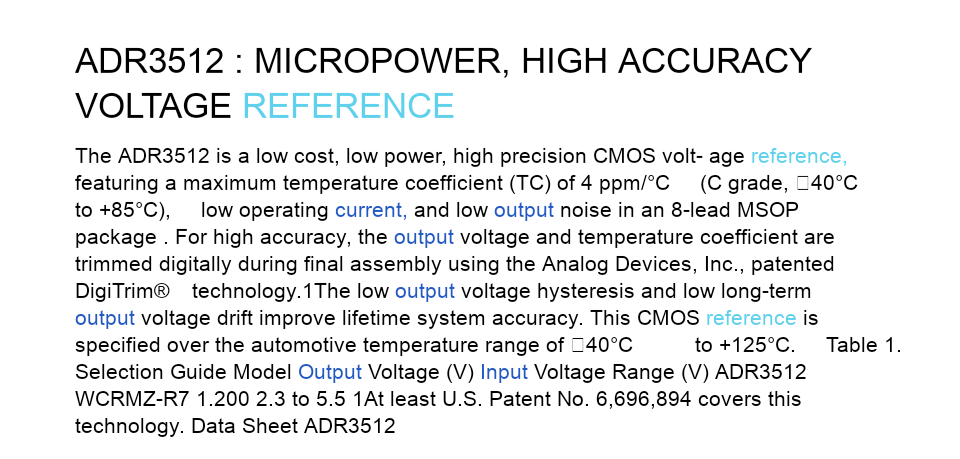 ADR3512 : MICROPOWER, HIGH ACCURACY
VOLTAGE REFERENCE
The ADR3512 is a low cost, low power, high precision CMOS volt- age reference,
featuring a maximum temperature coefficient (TC) of 4 ppm/°C (C grade, □40°C
to +85°C), low operating current, and low output noise in an 8-lead MSOP
package . For high accuracy, the output voltage and temperature coefficient are
trimmed digitally during final assembly using the Analog Devices, Inc., patented
DigiTrim® technology.1The low output voltage hysteresis and low long-term
output voltage drift improve lifetime system accuracy. This CMOS reference is
specified over the automotive temperature range of □40°C to +125°C. Table 1.
Selection Guide Model Output Voltage (V) Input Voltage Range (V) ADR3512
WCRMZ-R7 1.200 2.3 to 5.5 1At least U.S. Patent No. 6,696,894 covers this
technology. Data Sheet ADR3512